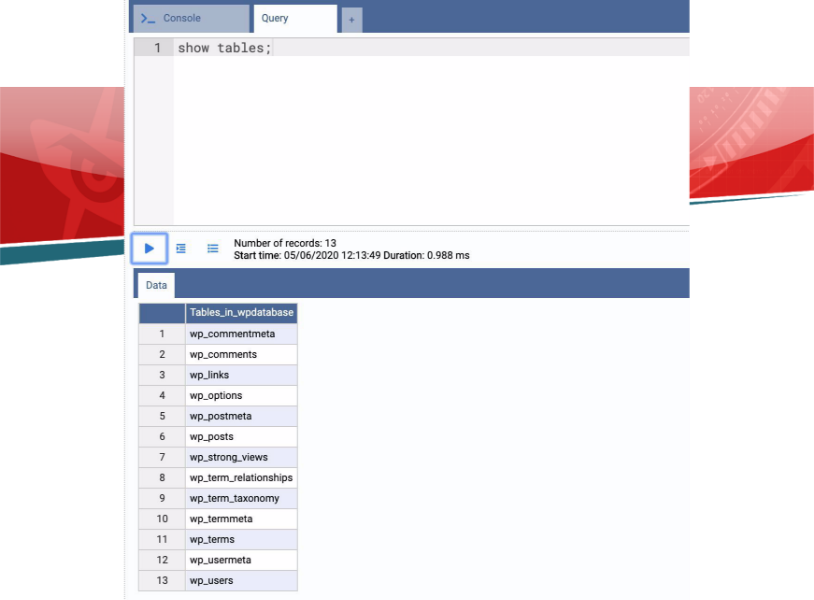 >_ Console
Query
+
1 show tables;
Number of records: 13
Start time: 05/06/2020 12:13:49 Duration: 0.988 ms
Data
Tables_in_wpdatabase
1 wp_commentmeta
2 wp_comments
3 wp_links
4 wp_options
5 wp_postmeta
6 wp_posts
7 wp_strong_views
8 wp_term_relationships
9 wp_term_taxonomy
10 wp_termmeta
11 wp_terms
12 wp_usermeta
13 wp_users